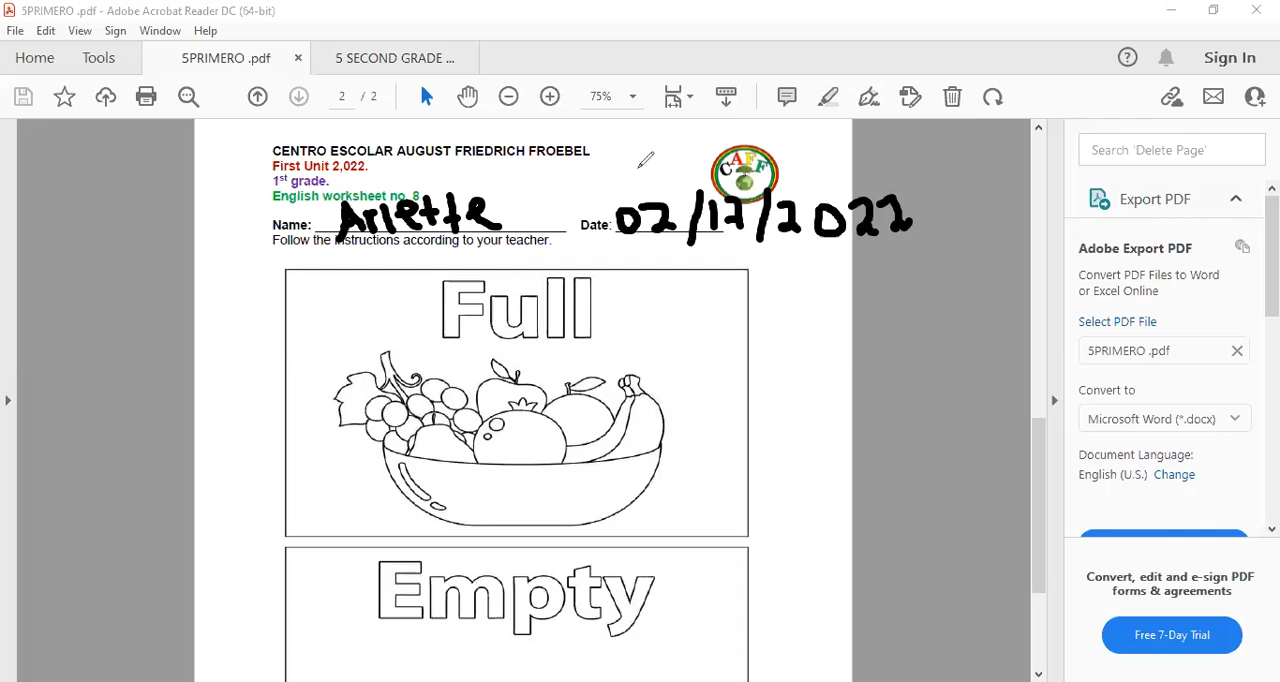 5PRIMERO .pdf - Adobe Acrobat Reader DC (64-bit)
File Edit View Sign Window Help
Home Tools 5PRIMERO .pdf × 5 SECOND GRADE ... Sign In
2 / 2 75%
CENTRO ESCOLAR AUGUST FRIEDRICH FROEBEL
First Unit 2,022.
1st grade.
English worksheet no. 8
CAFF
Name: Arlette Date: 02/17/2022
Follow the instructions according to your teacher.
Full
Empty
Search 'Delete Page'
Export PDF
Adobe Export PDF
Convert PDF Files to Word
or Excel Online
Select PDF File
5PRIMERO .pdf
Convert to
Microsoft Word (*.docx)
Document Language:
English (U.S.) Change
Convert, edit and e-sign PDF
forms & agreements
Free 7-Day Trial